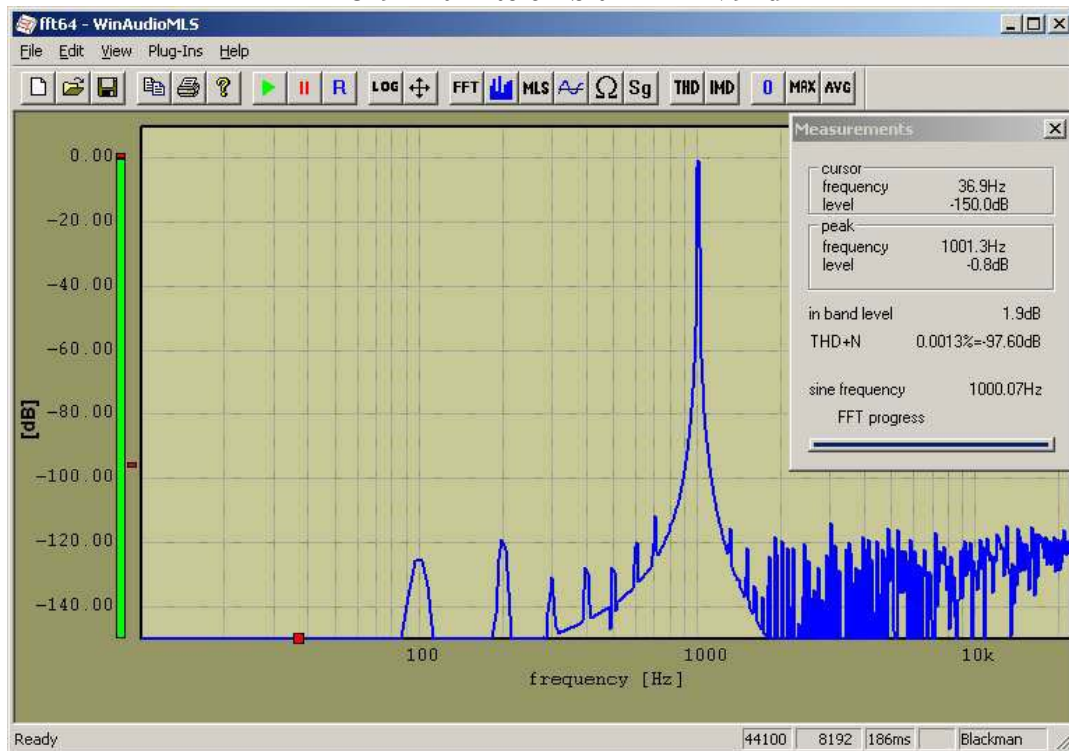 fft64 - WinAudioMLS
File Edit View Plug-Ins Help
LOG FFT MLS Ω Sg THD IMD 0 MAX AVG
R
Measurements
cursor
frequency 36.9Hz
level -150.0dB
peak
frequency 1001.3Hz
level -0.8dB
in band level 1.9dB
THD+N 0.0013%=-97.60dB
sine frequency 1000.07Hz
FFT progress
0.00
-20.00
-40.00
-60.00
-80.00
-100.00
-120.00
-140.00
[dB]
100 1000 10k
frequency [Hz]
Ready 44100 8192 186ms Blackman